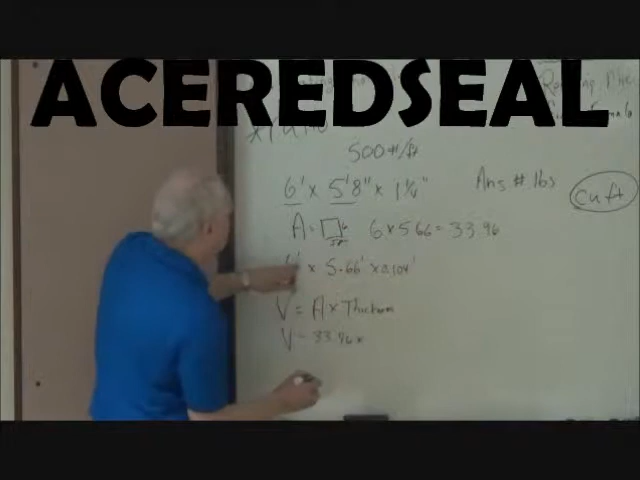 ACEREDSEAL
500#/ft
6' x 5'8" x 1¼"
Ans # lbs
cu ft
A = 6 x 5.66 = 33.96
x 5.66' x 0.104'
V = A x Thickness
V = 33.96 x